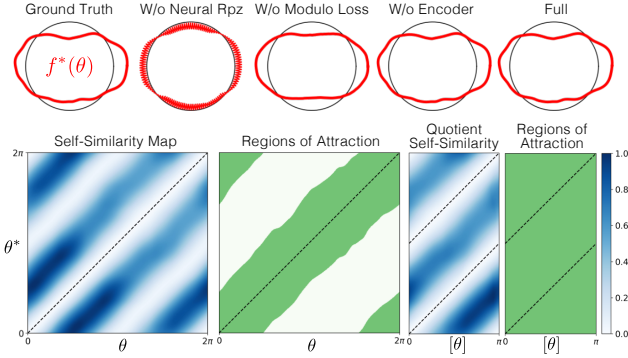 Ground Truth
W/o Neural Rpz
W/o Modulo Loss
W/o Encoder
Full
f*(θ)
Self-Similarity Map
Regions of Attraction
Quotient
Self-Similarity
Regions of
Attraction
2π
θ*
0
0
θ
2π
0
θ
2π
0
[θ]
π
0
[θ]
π
1.0
0.8
0.6
0.4
0.2
0.0